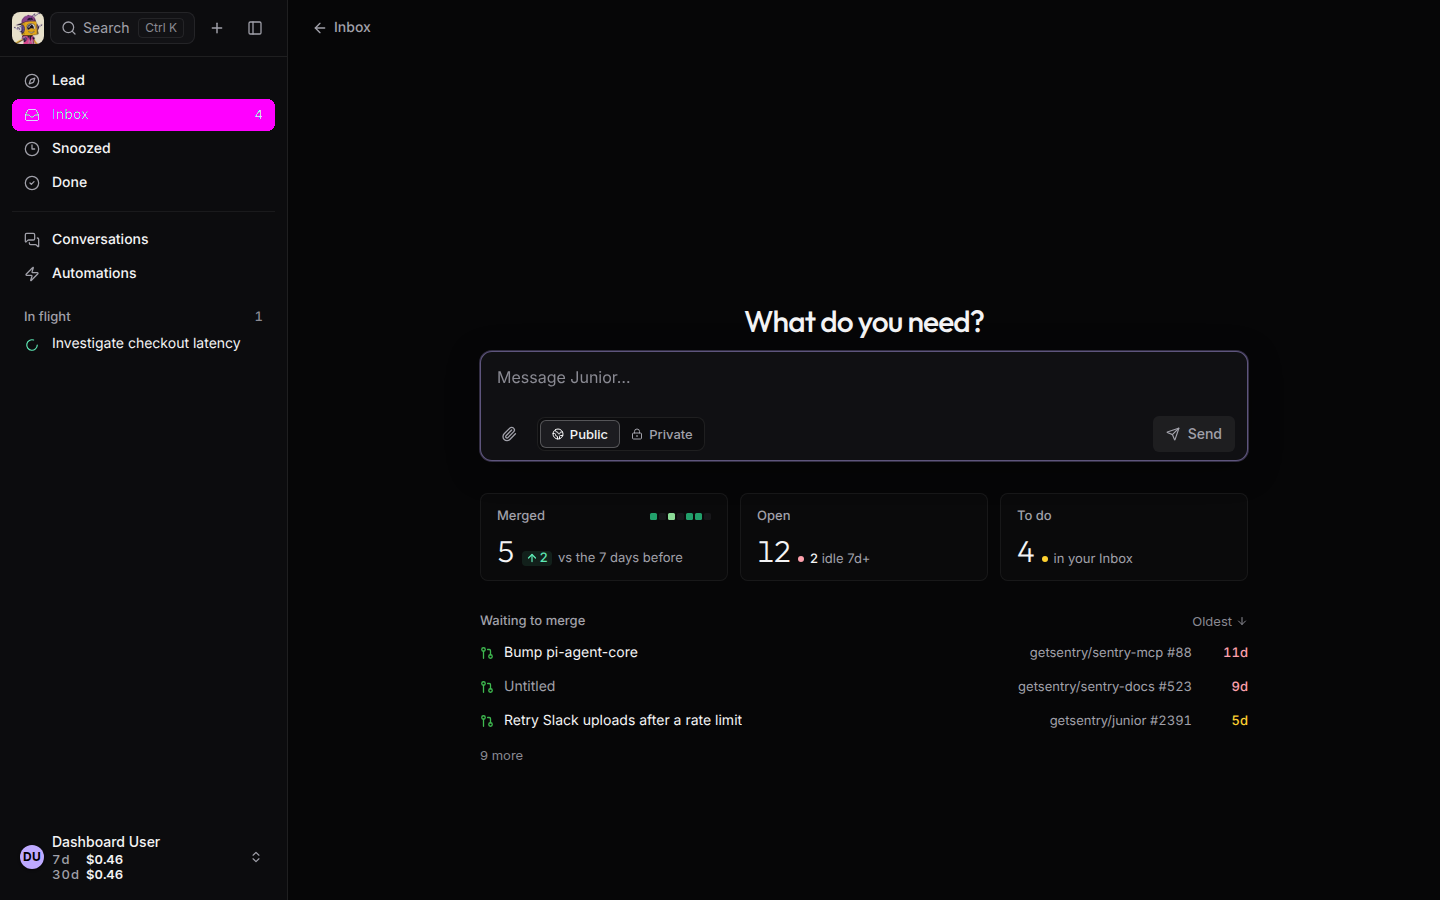 Search Ctrl K
Lead
Inbox 4
Snoozed
Done
Conversations
Automations
In flight 1
Investigate checkout latency
DU
Dashboard User
7d $0.46
30d $0.46
Inbox
What do you need?
Message Junior...
Public Private Send
Merged
5 2 vs the 7 days before
Open
12 2 idle 7d+
To do
4 in your Inbox
Waiting to merge Oldest
Bump pi-agent-core getsentry/sentry-mcp #88 11d
Untitled getsentry/sentry-docs #523 9d
Retry Slack uploads after a rate limit getsentry/junior #2391 5d
9 more